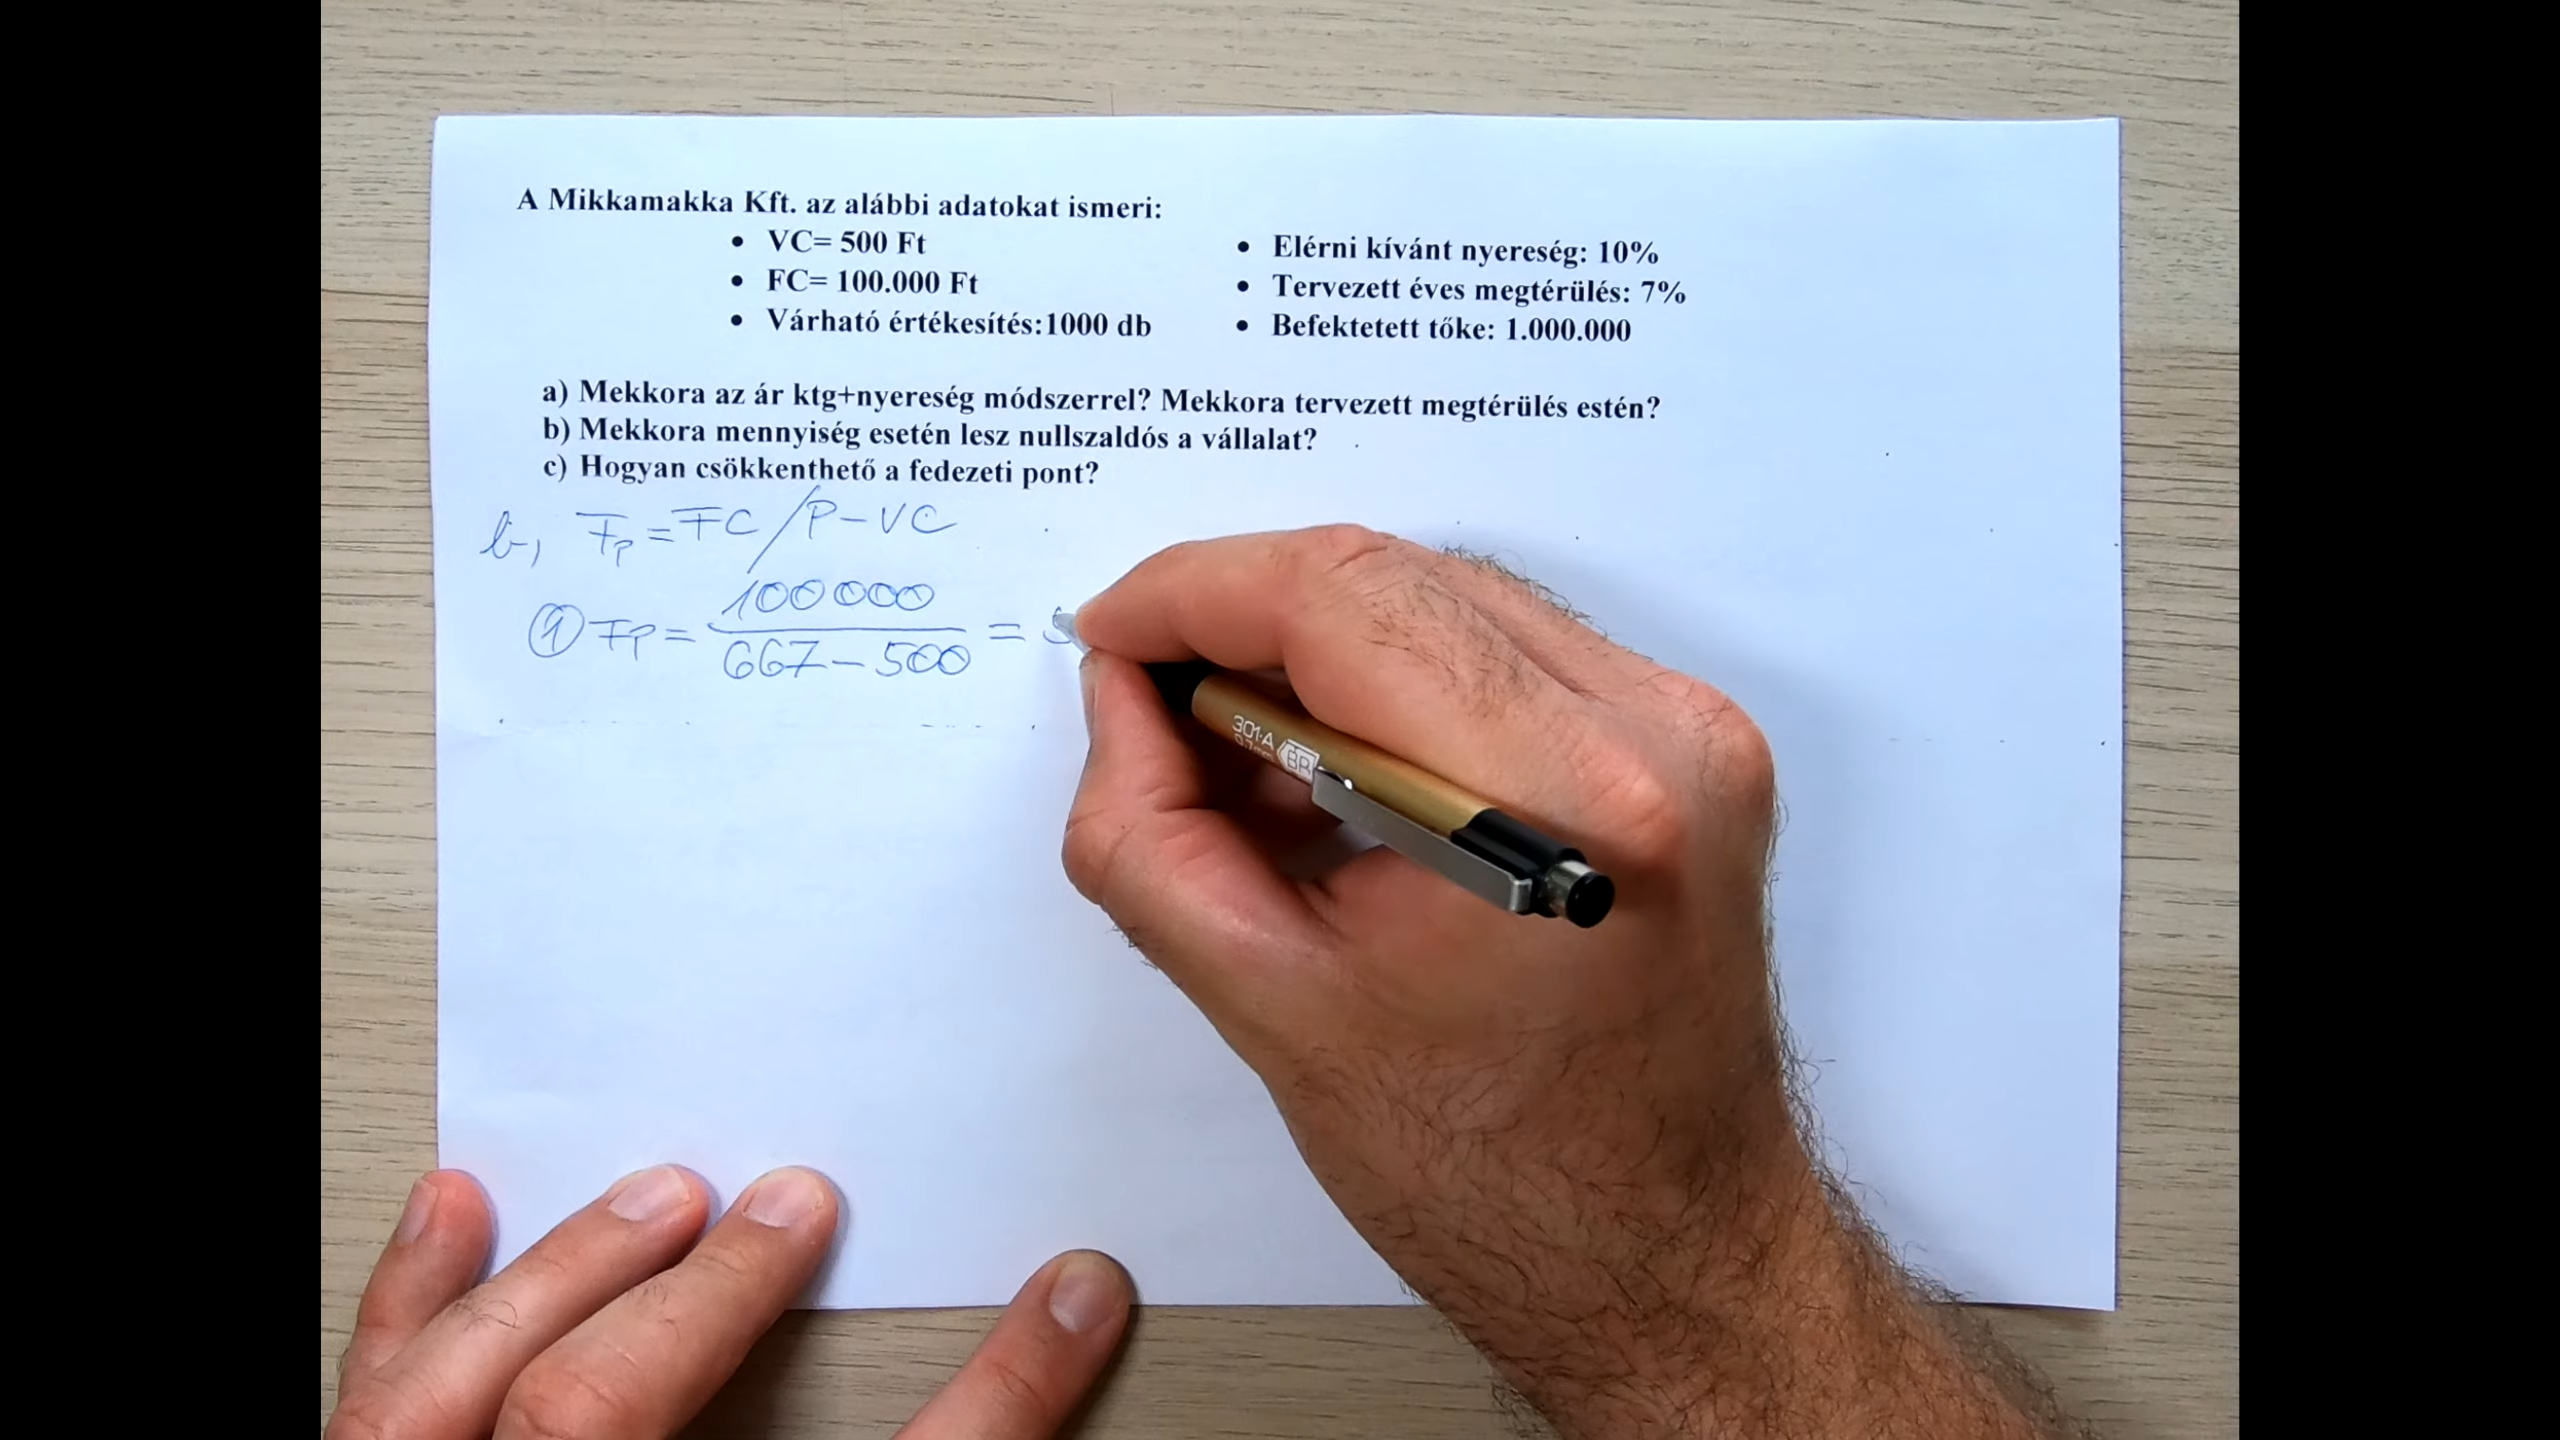 A Mikkamakka Kft. az alábbi adatokat ismeri:
• VC= 500 Ft
• FC= 100.000 Ft
• Várható értékesítés:1000 db
• Elérni kívánt nyereség: 10%
• Tervezett éves megtérülés: 7%
• Befektetett tőke: 1.000.000
a) Mekkora az ár ktg+nyereség módszerrel? Mekkora tervezett megtérülés estén?
b) Mekkora mennyiség esetén lesz nullszaldós a vállalat?
c) Hogyan csökkenthető a fedezeti pont?
b, Fp = FC / P - VC
① FP = 100 000 =
667 - 500
301-A BP